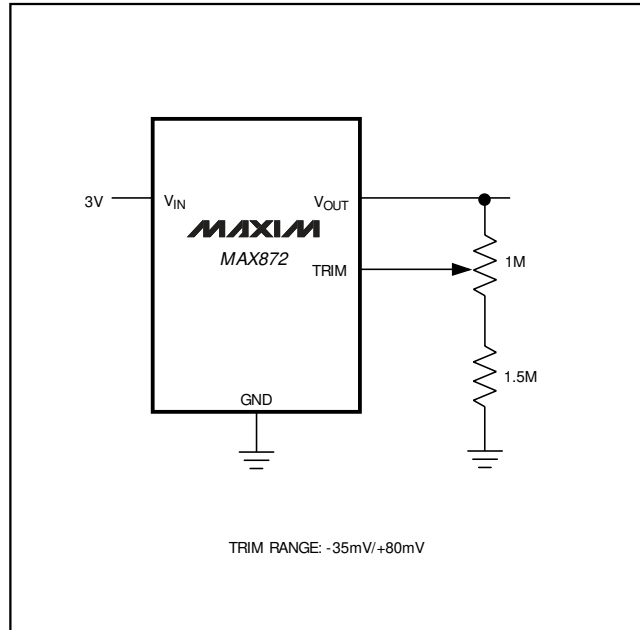 3V
VIN
VOUT
MAXIM
MAX872
TRIM
1M
1.5M
GND
TRIM RANGE: -35mV/+80mV